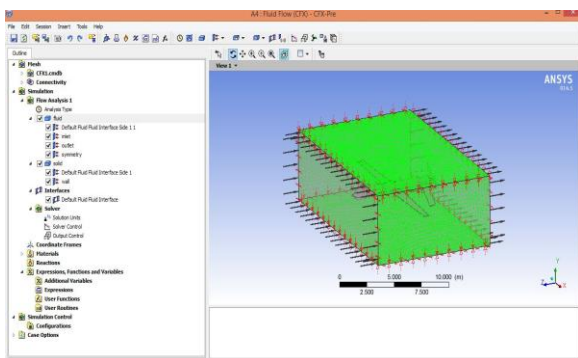 A4 : Fluid Flow (CFX) - CFX-Pre
File Edit Session Insert Tools Help
Outline
Mesh
CFX1.cmdb
Connectivity
Simulation
Flow Analysis 1
Analysis Type
fluid
Default Fluid Fluid Interface Side 1 1
inlet
outlet
symmetry
solid
Default Fluid Fluid Interface Side 1
wall
Interfaces
Default Fluid Fluid Interface
Solver
Solution Units
Solver Control
Output Control
Coordinate Frames
Materials
Reactions
Expressions, Functions and Variables
Additional Variables
Expressions
User Functions
User Routines
Simulation Control
Configurations
Case Options
View 1
ANSYS
R14.5
0 5.000 10.000 (m)
2.500 7.500
Y
X
Z